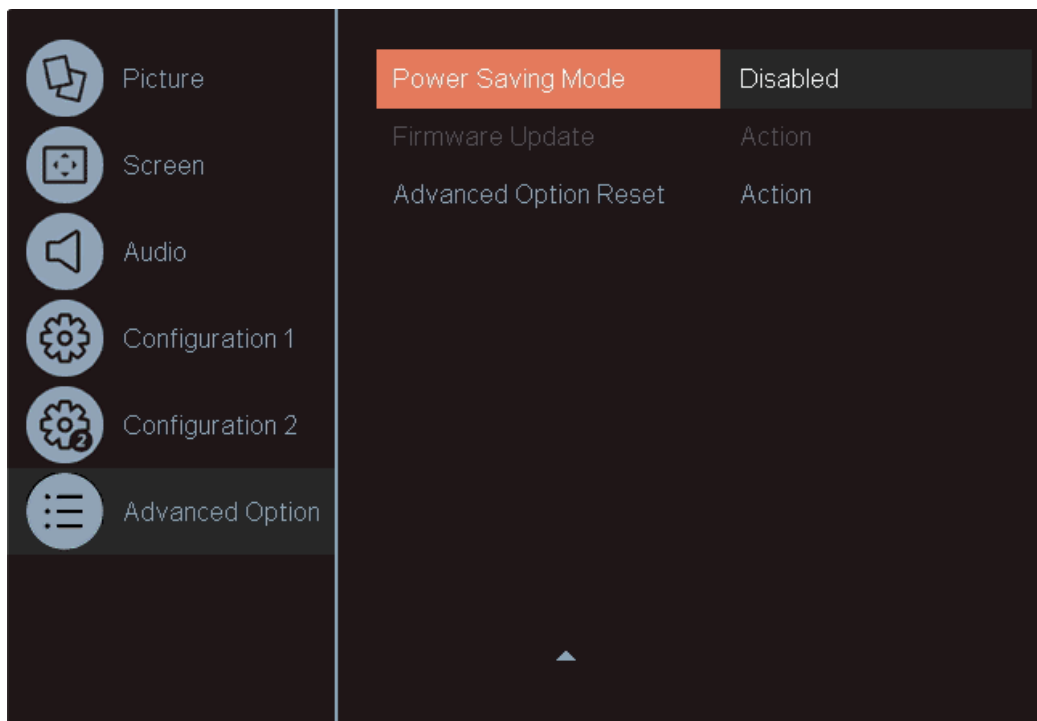 Picture
Screen
Audio
Configuration 1
Configuration 2
2
Advanced Option
Power Saving Mode Disabled
Firmware Update Action
Advanced Option Reset Action